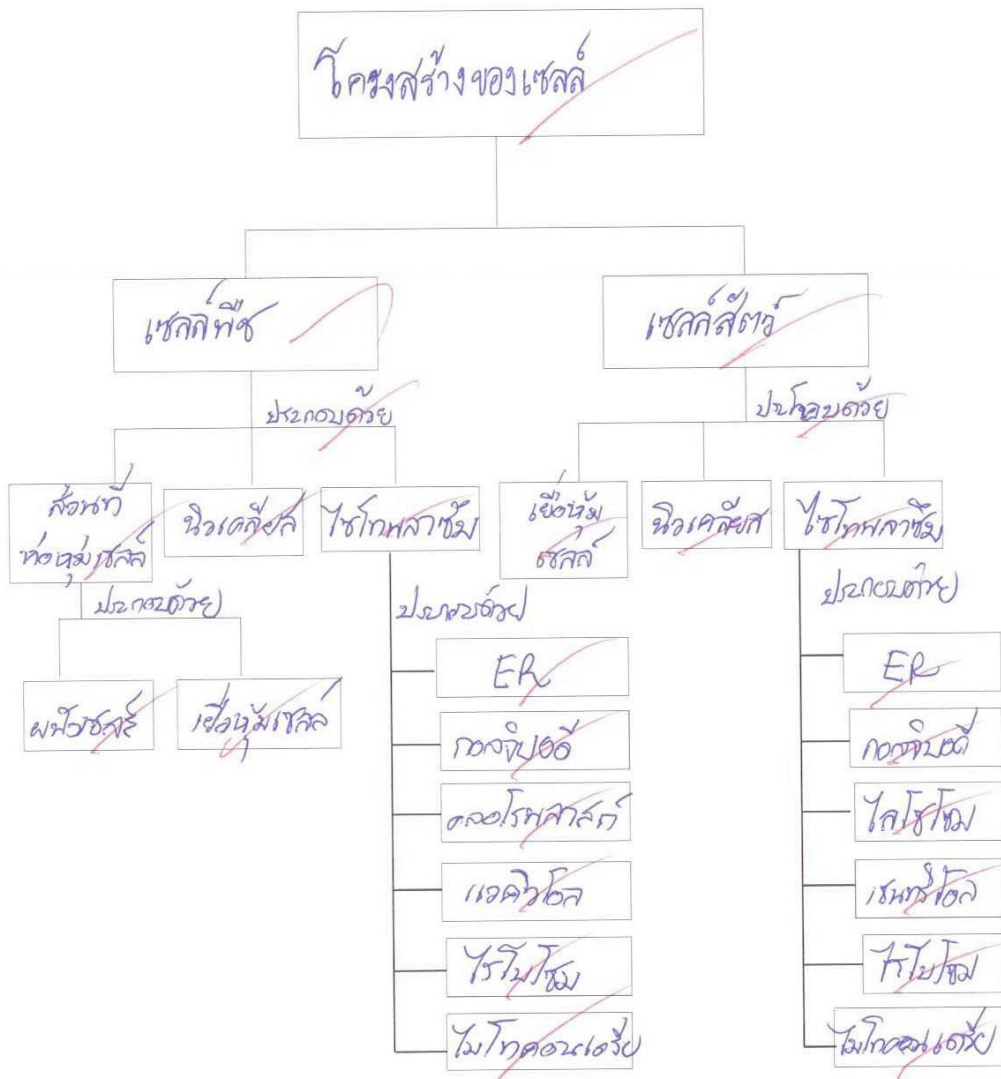 โครงสร้างของเซลล์
เซลล์พืช
เซลล์สัตว์
ประกอบด้วย
ประกอบด้วย
ส่วนที่
ห่อหุ้มเซลล์
นิวเคลียส
ไซโทพลาซึม
เยื่อหุ้ม
เซลล์
นิวเคลียส
ไซโทพลาซึม
ประกอบด้วย
ประกอบด้วย
ประกอบด้วย
ผนังเซลล์
เยื่อหุ้มเซลล์
ER
กอลจิบอดี
คลอโรพลาสต์
แวคิวโอล
ไรโบโซม
ไมโทคอนเดรีย
ER
กอลจิบอดี
ไลโซโซม
เซนทริโอล
ไรโบโซม
ไมโทคอนเดรีย